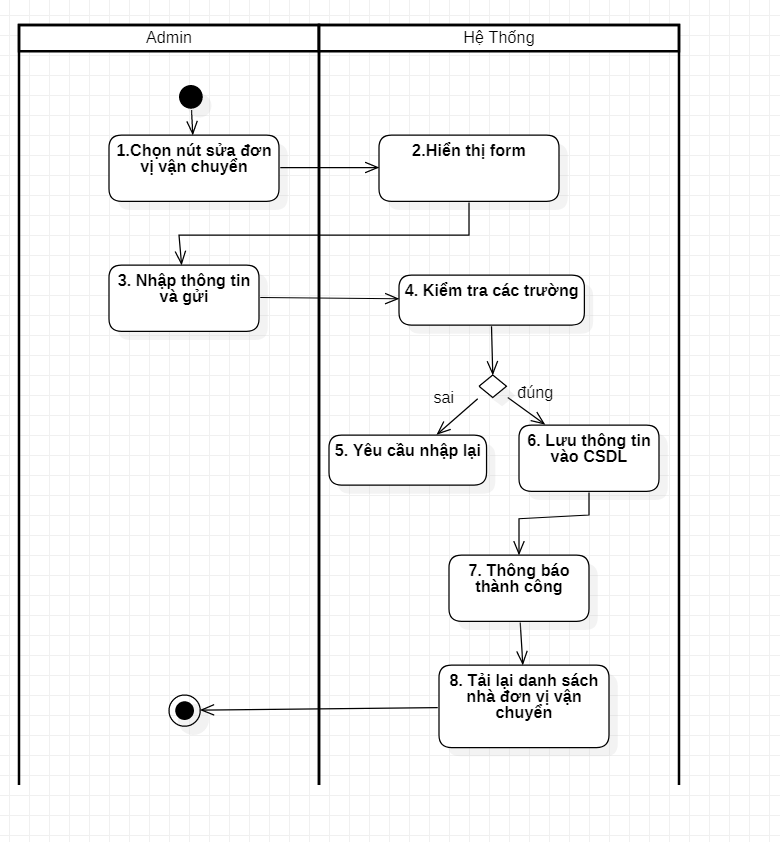 Admin
Hệ Thống
1.Chọn nút sửa đơn
vị vận chuyển
2.Hiển thị form
3. Nhập thông tin
và gửi
4. Kiểm tra các trường
sai
đúng
5. Yêu cầu nhập lại
6. Lưu thông tin
vào CSDL
7. Thông báo
thành công
8. Tải lại danh sách
nhà đơn vị vận
chuyển